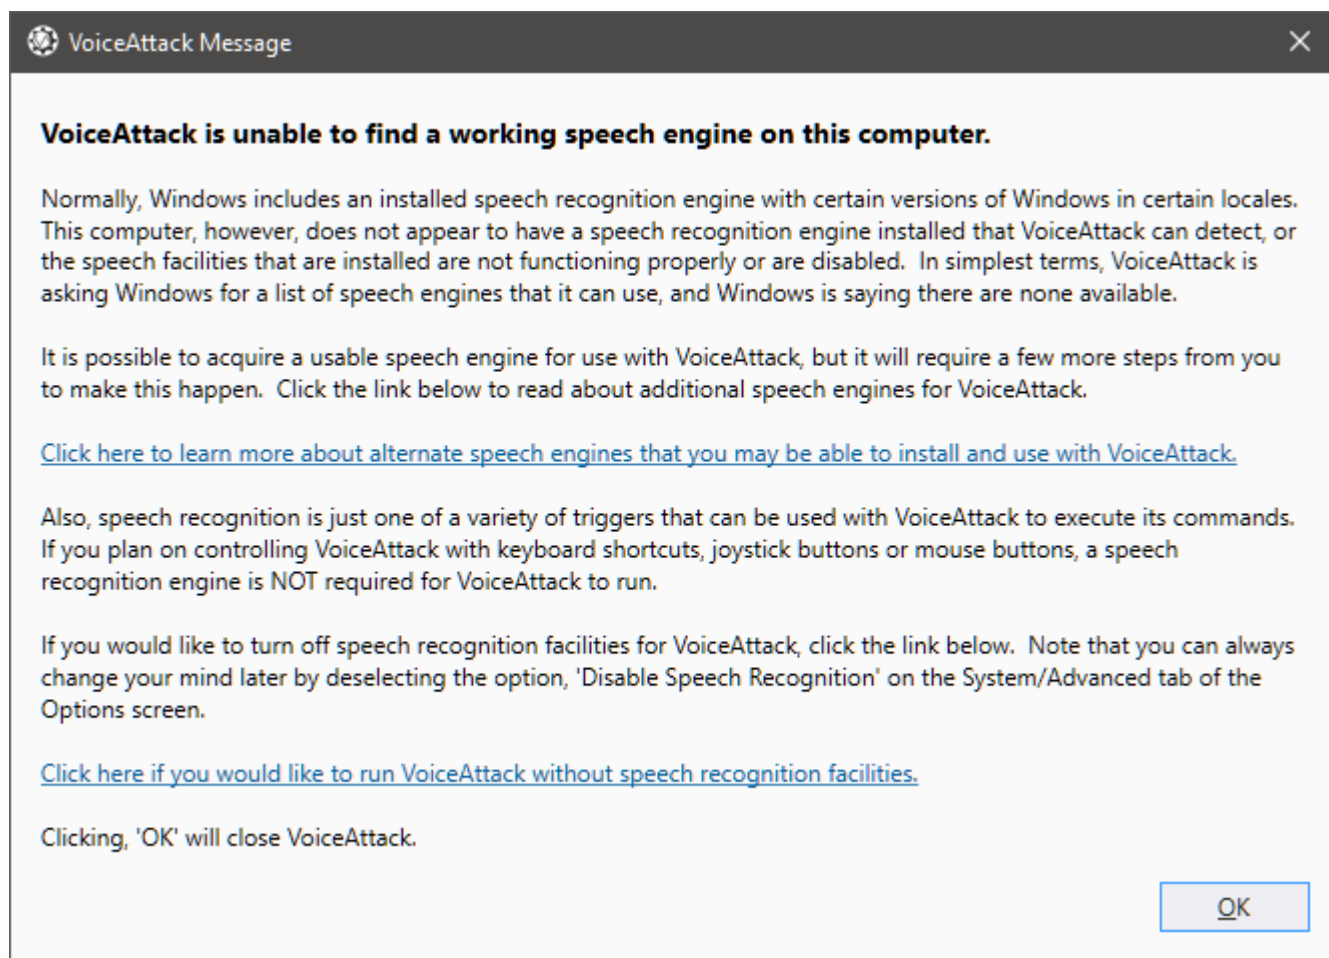 VoiceAttack Message
VoiceAttack is unable to find a working speech engine on this computer.
Normally, Windows includes an installed speech recognition engine with certain versions of Windows in certain locales.
This computer, however, does not appear to have a speech recognition engine installed that VoiceAttack can detect, or
the speech facilities that are installed are not functioning properly or are disabled.  In simplest terms, VoiceAttack is
asking Windows for a list of speech engines that it can use, and Windows is saying there are none available.
It is possible to acquire a usable speech engine for use with VoiceAttack, but it will require a few more steps from you
to make this happen.  Click the link below to read about additional speech engines for VoiceAttack.
Click here to learn more about alternate speech engines that you may be able to install and use with VoiceAttack.
Also, speech recognition is just one of a variety of triggers that can be used with VoiceAttack to execute its commands.
If you plan on controlling VoiceAttack with keyboard shortcuts, joystick buttons or mouse buttons, a speech
recognition engine is NOT required for VoiceAttack to run.
If you would like to turn off speech recognition facilities for VoiceAttack, click the link below.  Note that you can always
change your mind later by deselecting the option, 'Disable Speech Recognition' on the System/Advanced tab of the
Options screen.
Click here if you would like to run VoiceAttack without speech recognition facilities.
Clicking, 'OK' will close VoiceAttack.
OK